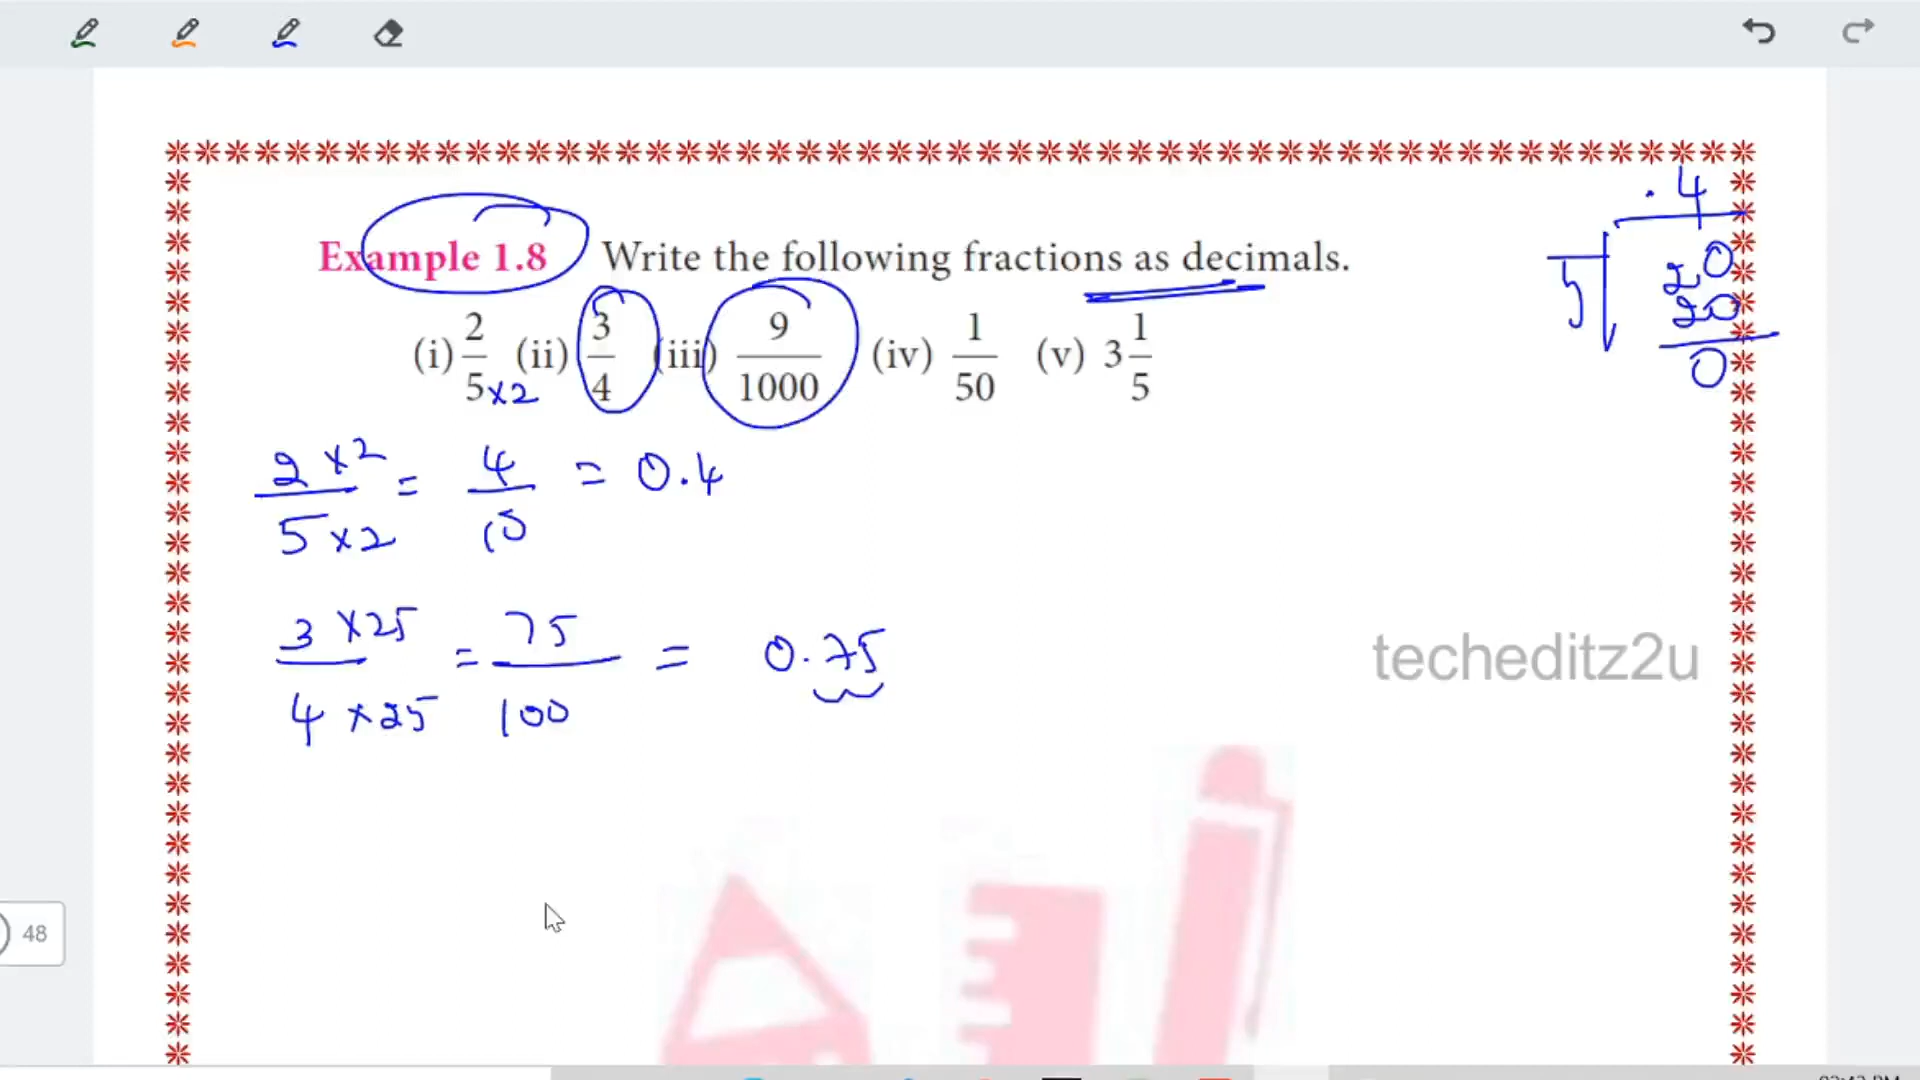 Example 1.8 Write the following fractions as decimals.
(i) 2/5 ×2 (ii) 3/4 (iii) 9/1000 (iv) 1/50 (v) 3 1/5
.4
5 20
20
0
2×2/5×2 = 4/10 = 0.4
3×25/4×25 = 75/100 = 0.75
techeditz2u
48